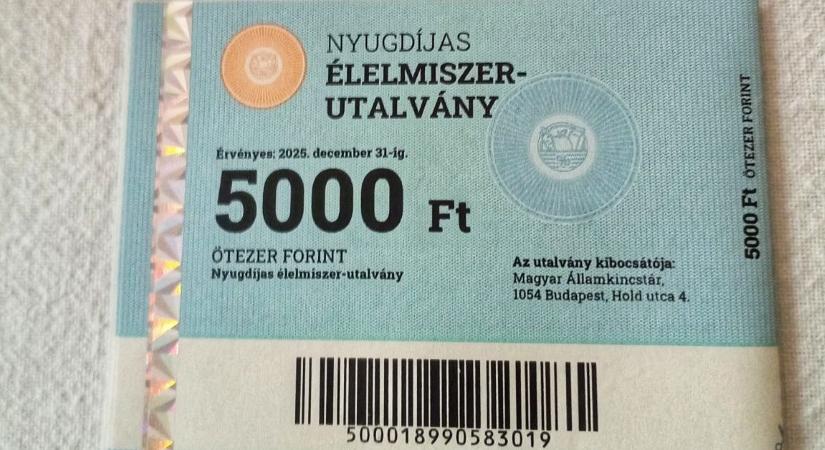 NYUGDÍJAS
ÉLELMISZER-
UTALVÁNY
Érvényes: 2025. december 31-ig.
5000 Ft
ÖTEZER FORINT
Nyugdíjas élelmiszer-utalvány
Az utalvány kibocsátója:
Magyar Államkincstár,
1054 Budapest, Hold utca 4.
5000 Ft ÖTEZER FORINT
500018990583019